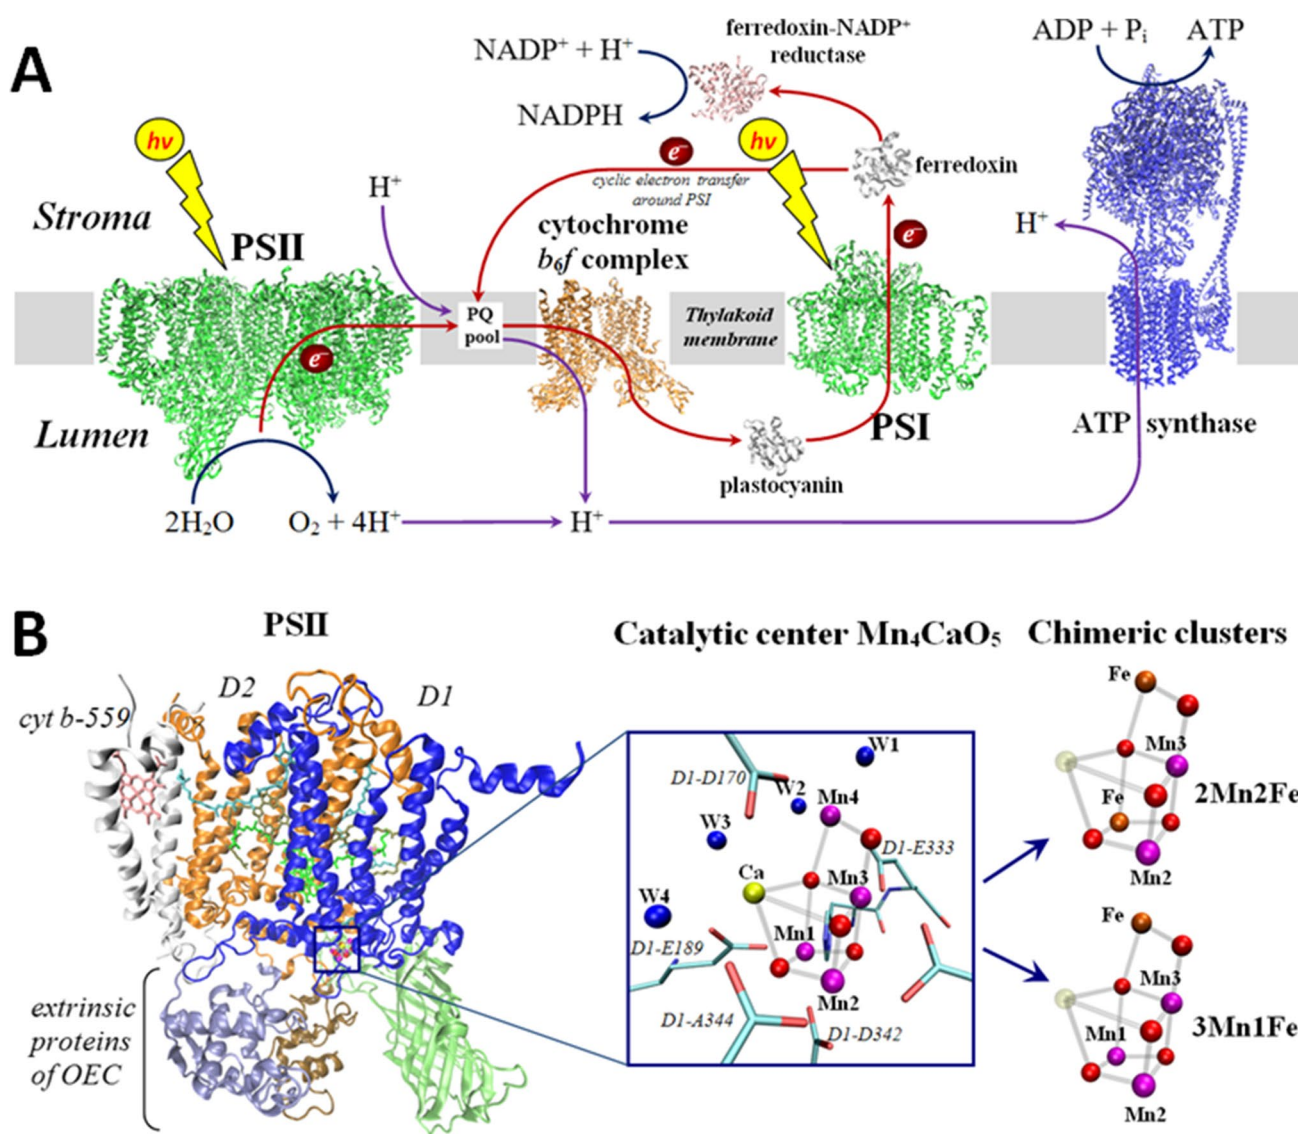 A
NADP⁺ + H⁺
NADPH
ferredoxin-NADP⁺
reductase
ADP + Pᵢ
ATP
hν
hν
e⁻
ferredoxin
cyclic electron transfer
around PSI
H⁺
Stroma
PSII
cytochrome
b₆f complex
e⁻
H⁺
PQ
pool
Thylakoid
membrane
e⁻
Lumen
PSI
ATP synthase
plastocyanin
2H₂O
O₂ + 4H⁺
H⁺
B
PSII
Catalytic center Mn₄CaO₅
Chimeric clusters
cyt b-559
D2
D1
W1
D1-D170
W2
Mn4
W3
D1-E333
Ca
Mn3
W4
Mn1
D1-E189
Mn2
D1-A344
D1-D342
Fe
Mn3
Fe
2Mn2Fe
Mn2
Fe
Mn3
Mn1
3Mn1Fe
Mn2
extrinsic
proteins
of OEC